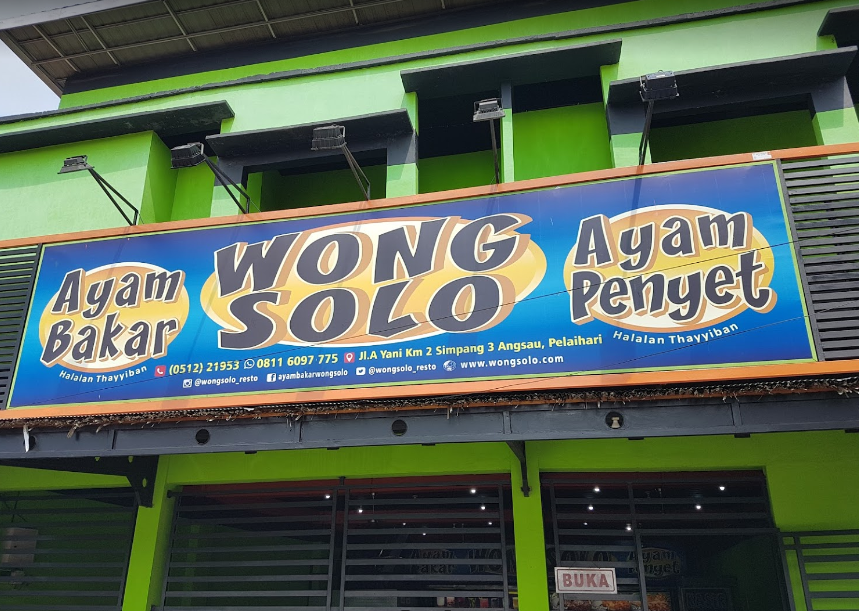 Ayam
Bakar
Halalan Thayyiban
WONG
SOLO
Ayam
Penyet
Halalan Thayyiban
(0512) 21953 0811 6097 775 Jl.A Yani Km 2 Simpang 3 Angsau, Pelaihari
@wongsolo_resto ayambakarwongsolo @wongsolo_resto www.wongsolo.com
BUKA